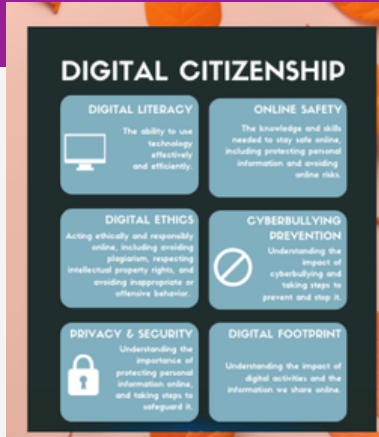 DIGITAL CITIZENSHIP
DIGITAL LITERACY
The ability to use
technology
effectively
and efficiently.
ONLINE SAFETY
The knowledge and skills
needed to stay safe online,
including protecting personal
information and avoiding
online risks.
DIGITAL ETHICS
Acting ethically and responsibly
online, including avoiding
plagiarism, respecting
intellectual property rights, and
avoiding inappropriate or
offensive behavior.
CYBERBULLYING
PREVENTION
Understanding the
impact of
cyberbullying and
taking steps to
prevent and stop it.
PRIVACY & SECURITY
Understanding the
importance of
protecting personal
information online,
and taking steps to
safeguard it.
DIGITAL FOOTPRINT
Understanding the impact of
digital activities and the
information we share online.